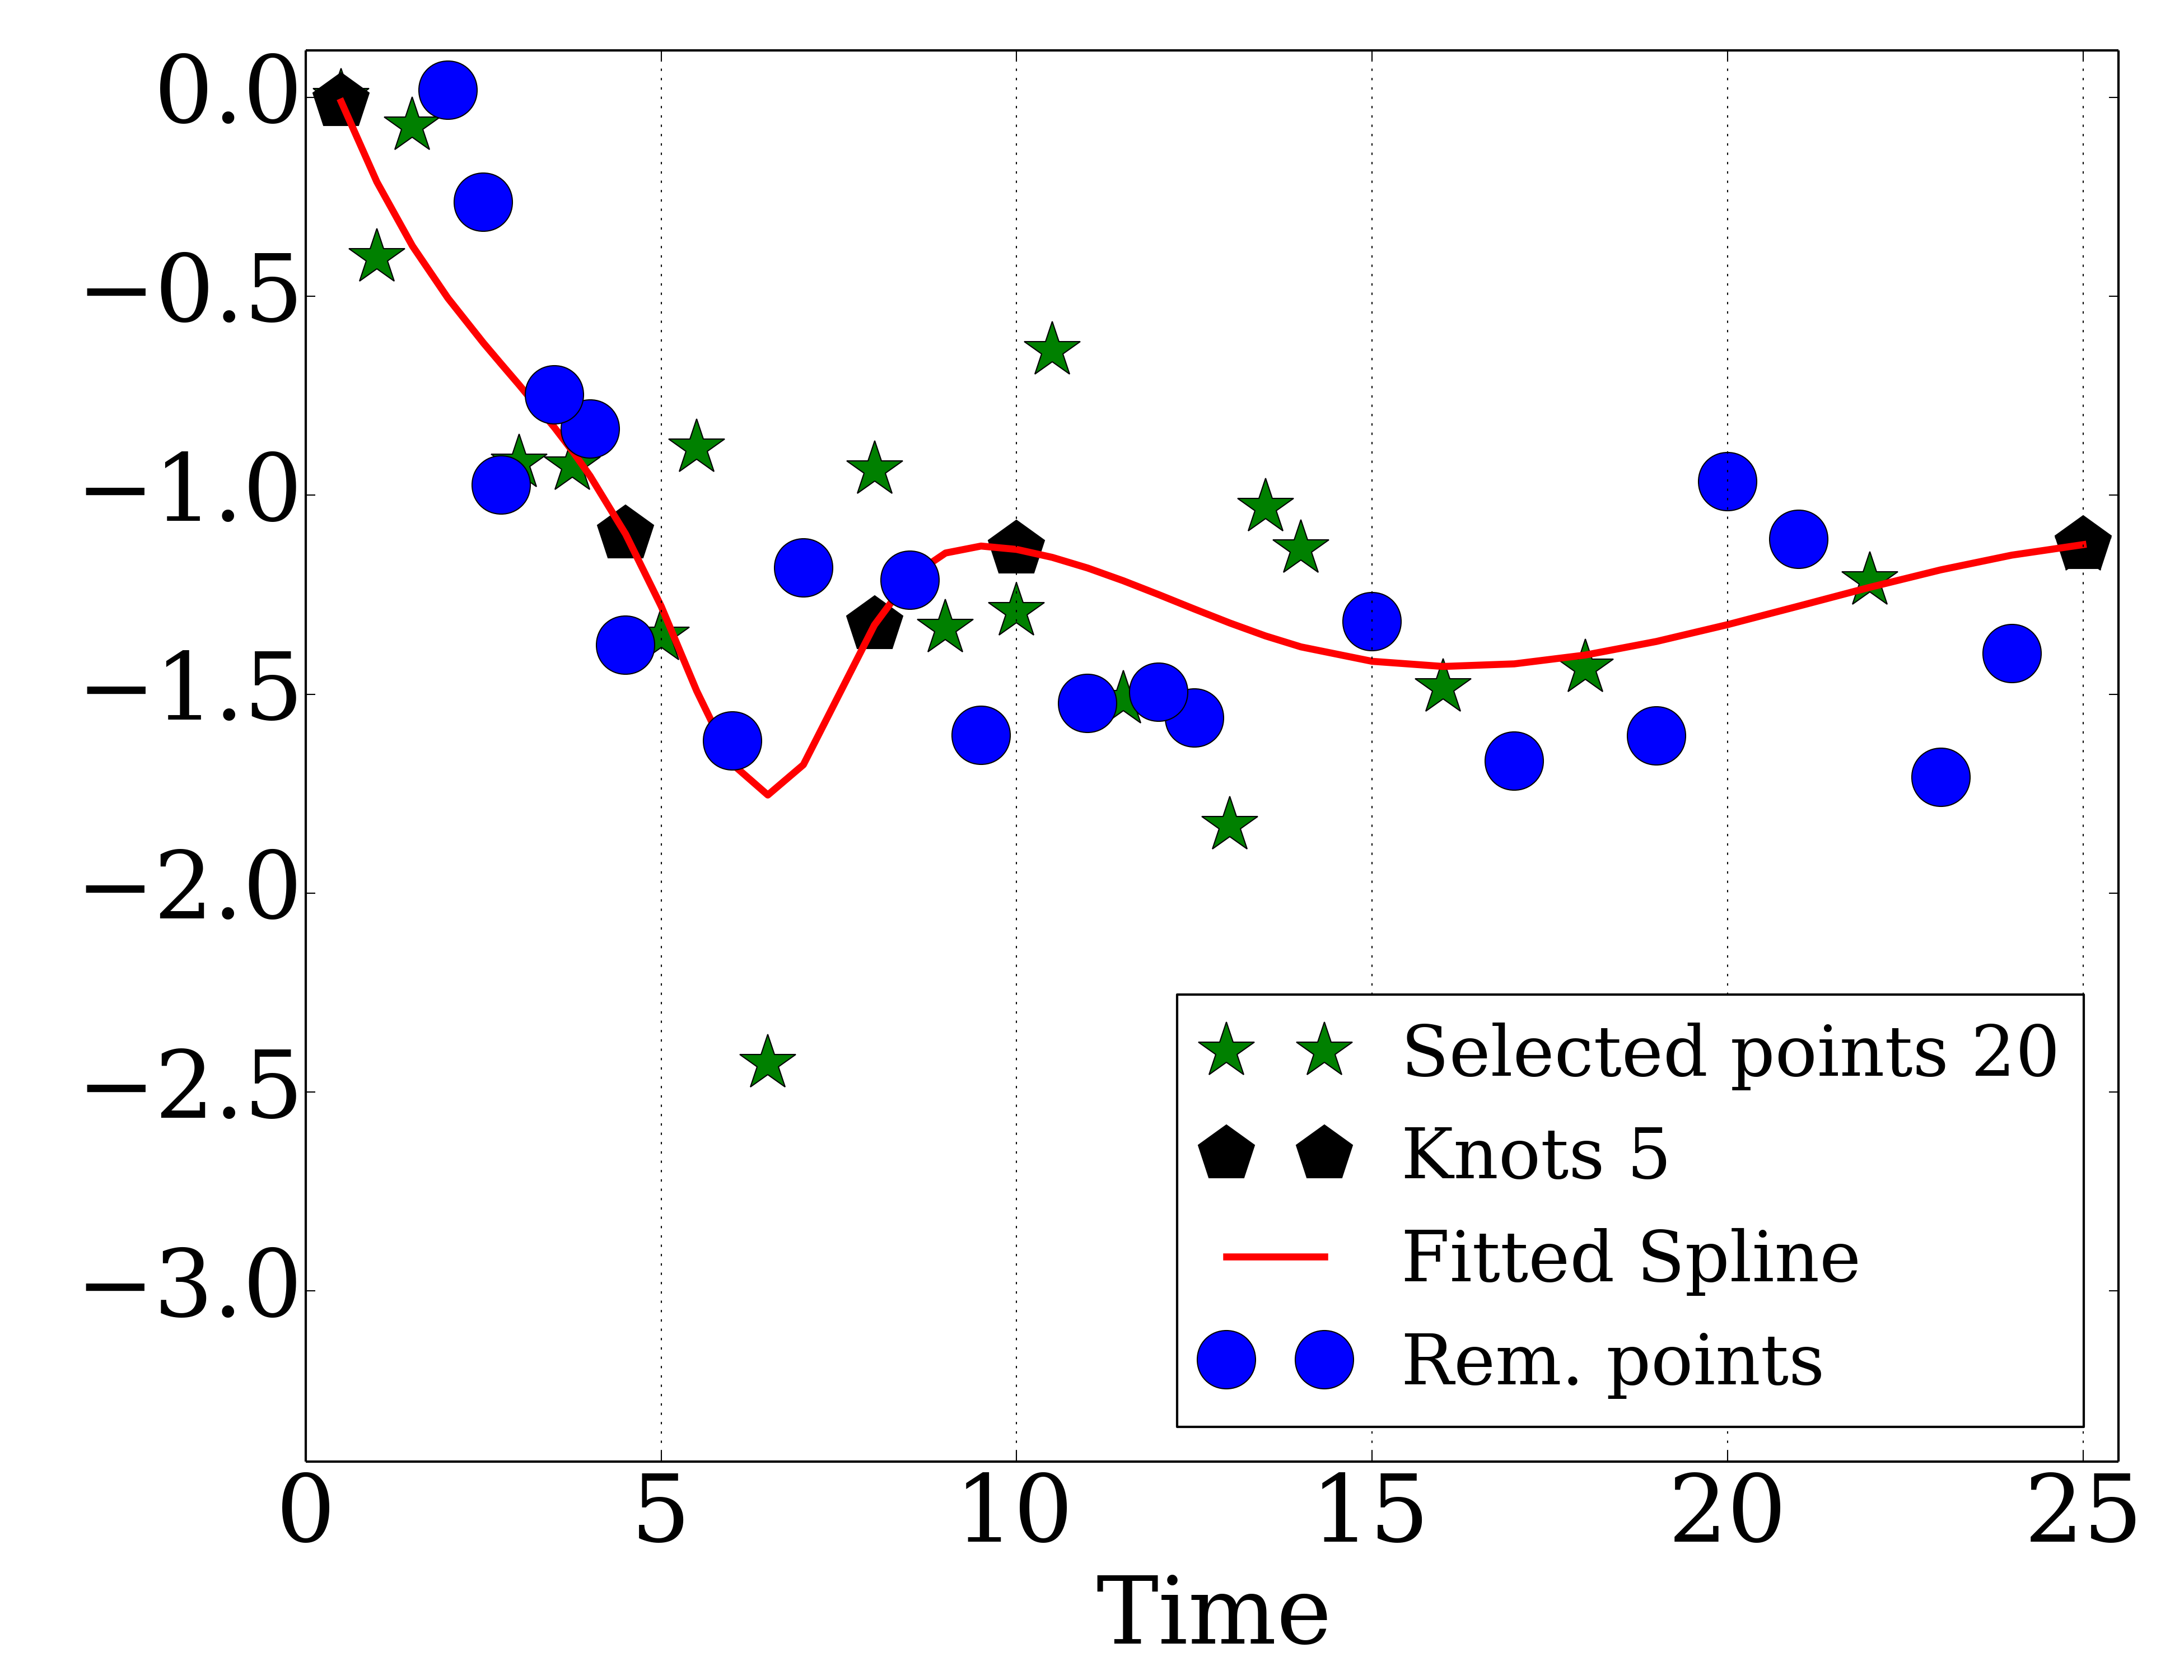 0.0
−0.5
−1.0
−1.5
−2.0
−2.5
−3.0
Selected points 20
Knots 5
Fitted Spline
Rem. points
0 5 10 15 20 25
Time